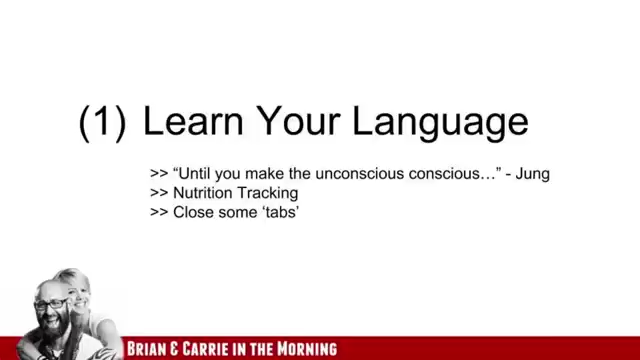 (1) Learn Your Language
>> “Until you make the unconscious conscious…” - Jung
>> Nutrition Tracking
>> Close some ‘tabs’
Brian & Carrie in the Morning